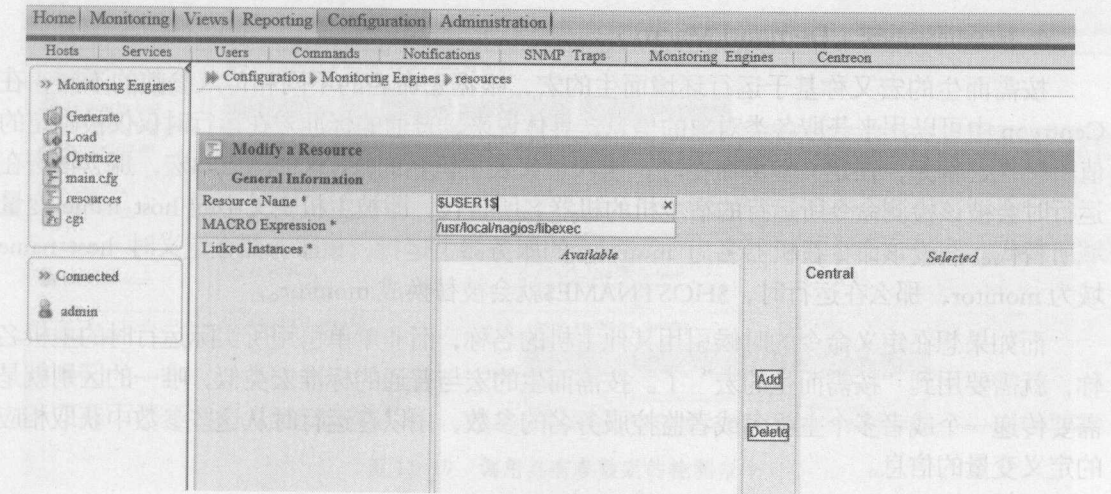 Home | Monitoring | Views | Reporting | Configuration | Administration |
Hosts | Services | Users | Commands | Notifications | SNMP Traps | Monitoring Engines | Centreon
Monitoring Engines
Configuration Monitoring Engines resources
Generate
Load
Optimize
main.cfg
resources
cgi
Connected
admin
Modify a Resource
General Information
Resource Name * $USER1$ ×
MACRO Expression * /usr/local/nagios/libexec
Linked Instances * Available Selected
Central
Add
Delete